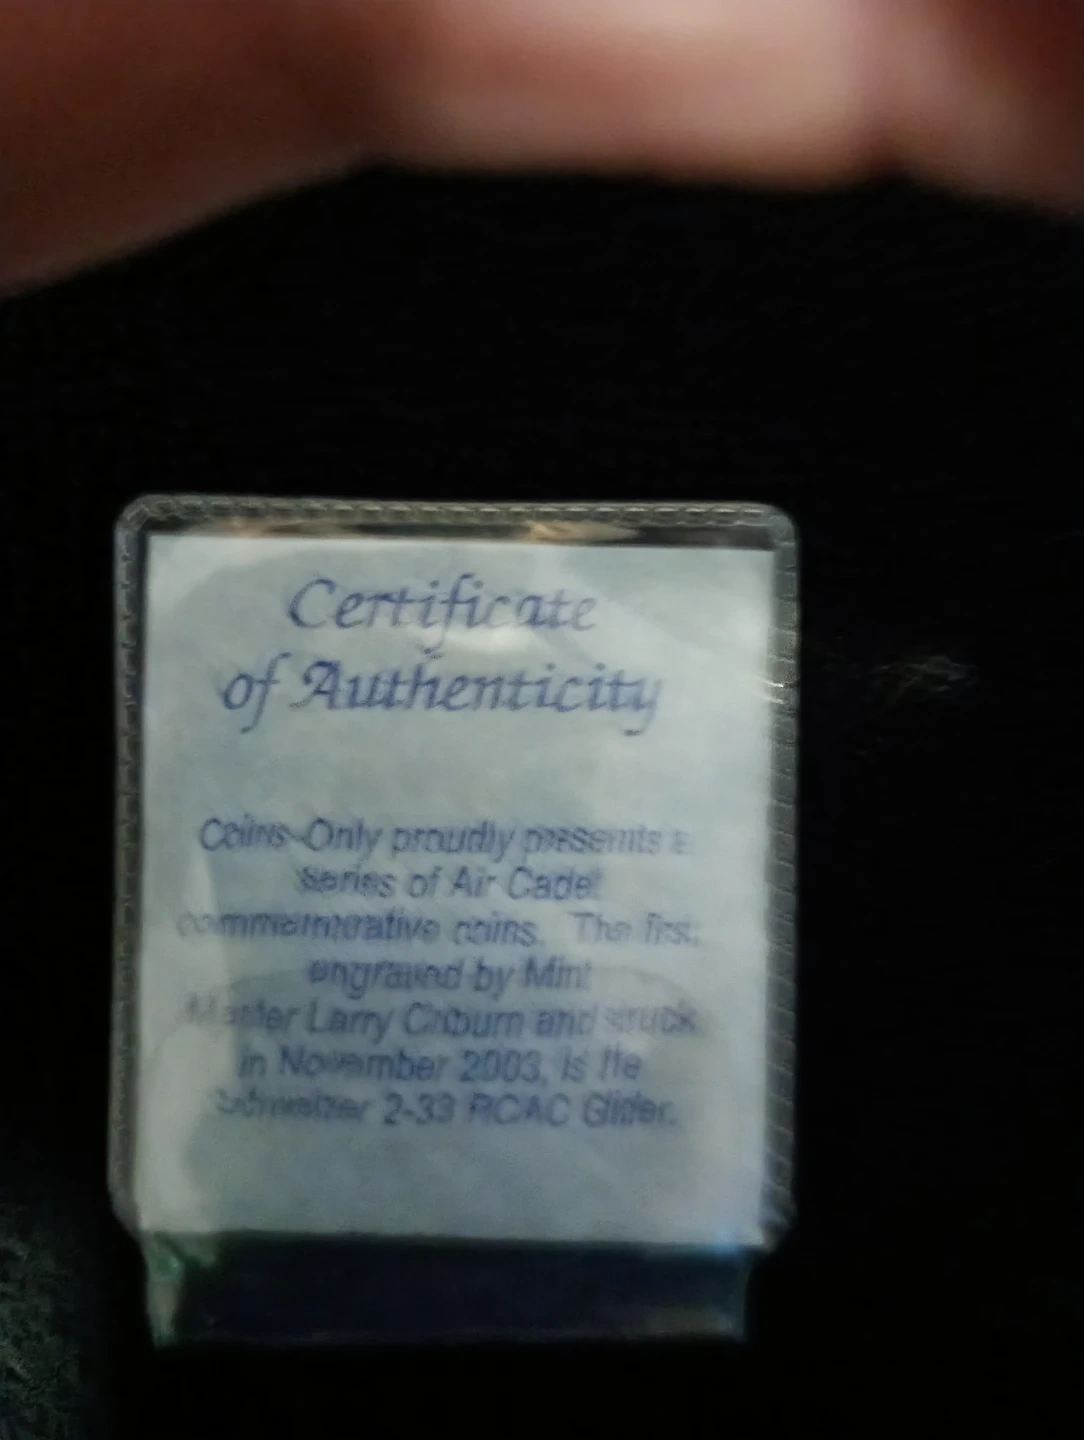 Certificate
of Authenticity
Coins-Only proudly presents a
Series of Air Cadet
commemorative coins. The first,
engraved by Mint
Master Larry and struck
in November 2003, is the
Schweizer 2-33 RCAC Glider.